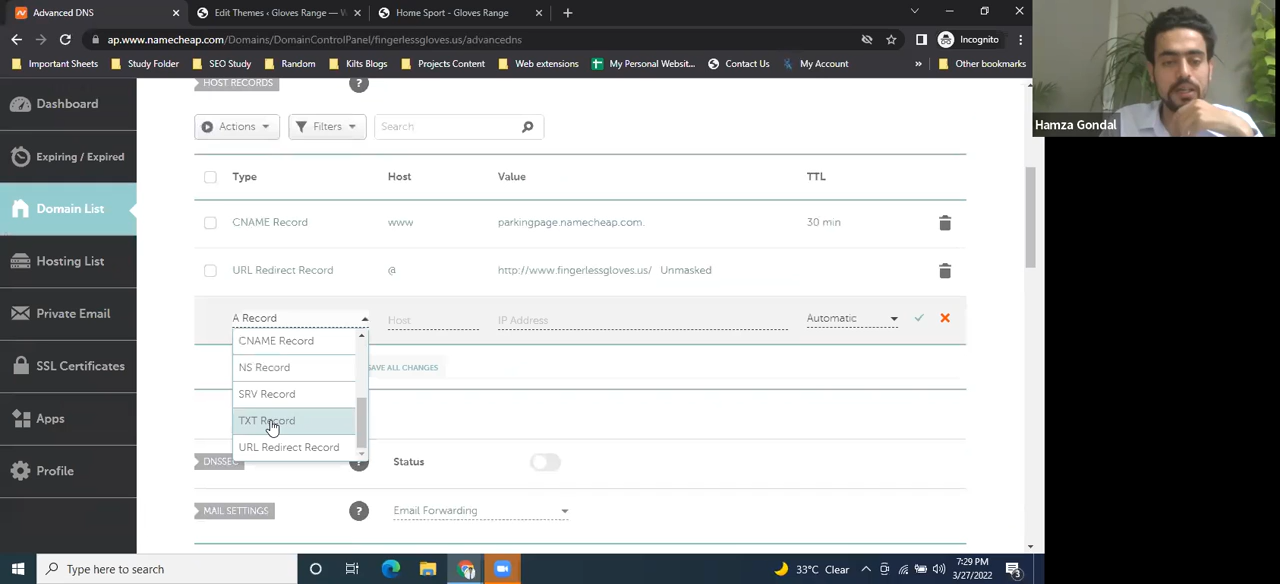 Advanced DNS
Edit Themes ‹ Gloves Range — W
Home Sport - Gloves Range
ap.www.namecheap.com/Domains/DomainControlPanel/fingerlessgloves.us/advancedns
Incognito
Important Sheets
Study Folder
SEO Study
Random
Kilts Blogs
Projects Content
Web extensions
My Personal Websit...
Contact Us
My Account
»
Other bookmarks
Hamza Gondal
Dashboard
Expiring / Expired
Domain List
Hosting List
Private Email
SSL Certificates
Apps
Profile
HOST RECORDS
?
Actions
Filters
Search
Type Host Value TTL
CNAME Record www parkingpage.namecheap.com. 30 min
URL Redirect Record @ http://www.fingerlessgloves.us/ Unmasked
A Record Host IP Address Automatic
CNAME Record
NS Record
SRV Record
TXT Record
URL Redirect Record
SAVE ALL CHANGES
DNSSEC ? Status
MAIL SETTINGS ? Email Forwarding
Type here to search
33°C Clear
7:29 PM
3/27/2022
3